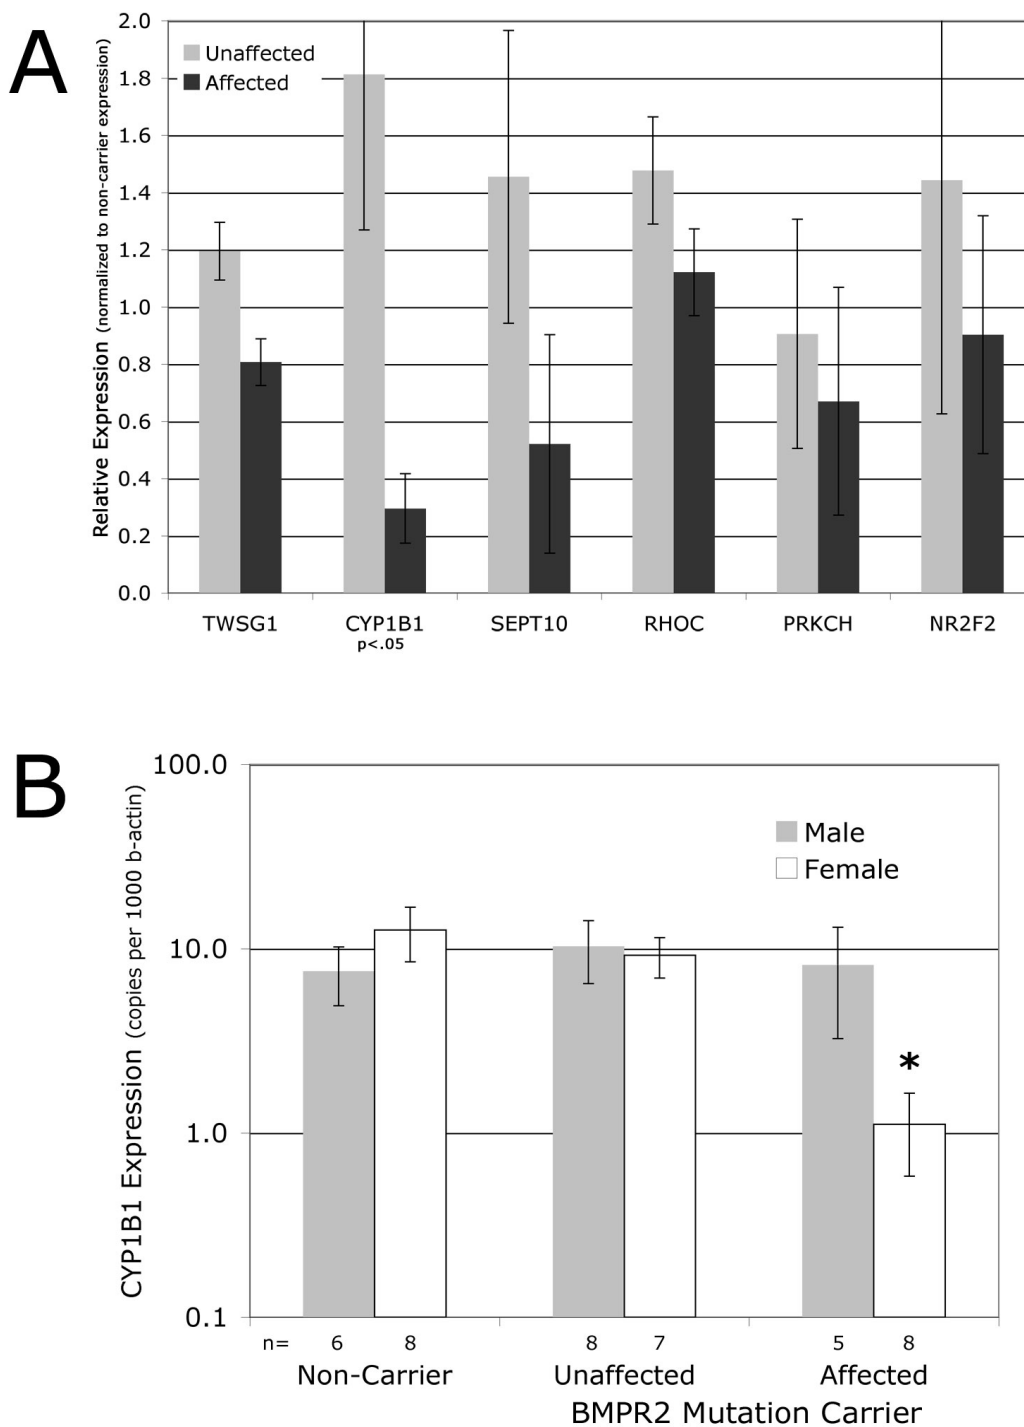 A
Relative Expression (normalized to non-carrier expression)
2.0
1.8
1.6
1.4
1.2
1.0
0.8
0.6
0.4
0.2
0.0
Unaffected
Affected
TWSG1 CYP1B1 SEPT10 RHOC PRKCH NR2F2
p<.05
B
CYP1B1 Expression (copies per 1000 b-actin)
100.0
10.0
1.0
0.1
Male
Female
*
n= 6 8 8 7 5 8
Non-Carrier Unaffected Affected
BMPR2 Mutation Carrier